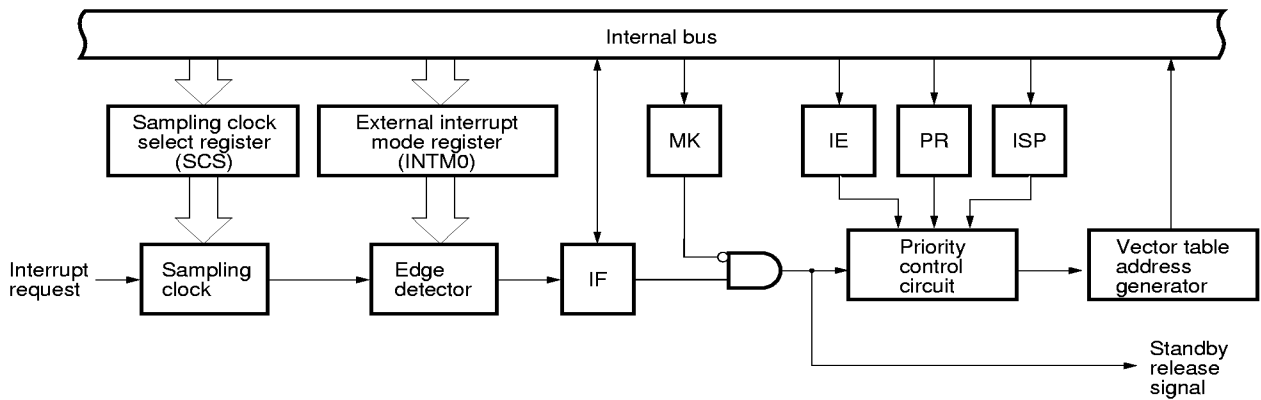 Internal bus
Sampling clock
select register
(SCS)
External interrupt
mode register
(INTM0)
MK
IE
PR
ISP
Interrupt
request
Sampling
clock
Edge
detector
IF
Priority
control
circuit
Vector table
address
generator
Standby
release
signal